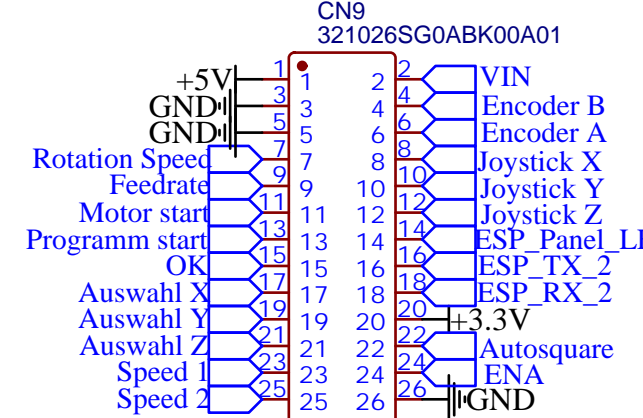 CN9
321026SG0ABK00A01
+5V 1 1 2 2 VIN
GND 3 3 4 4 Encoder B
GND 5 5 6 6 Encoder A
Rotation Speed 7 7 8 8 Joystick X
Feedrate 9 9 10 10 Joystick Y
Motor start 11 11 12 12 Joystick Z
Programm start 13 13 14 14 ESP_Panel_L
OK 15 15 16 16 ESP_TX_2
Auswahl X 17 17 18 18 ESP_RX_2
Auswahl Y 19 19 20 20 +3.3V
Auswahl Z 21 21 22 22 Autosquare
Speed 1 23 23 24 24 ENA
Speed 2 25 25 26 26 GND